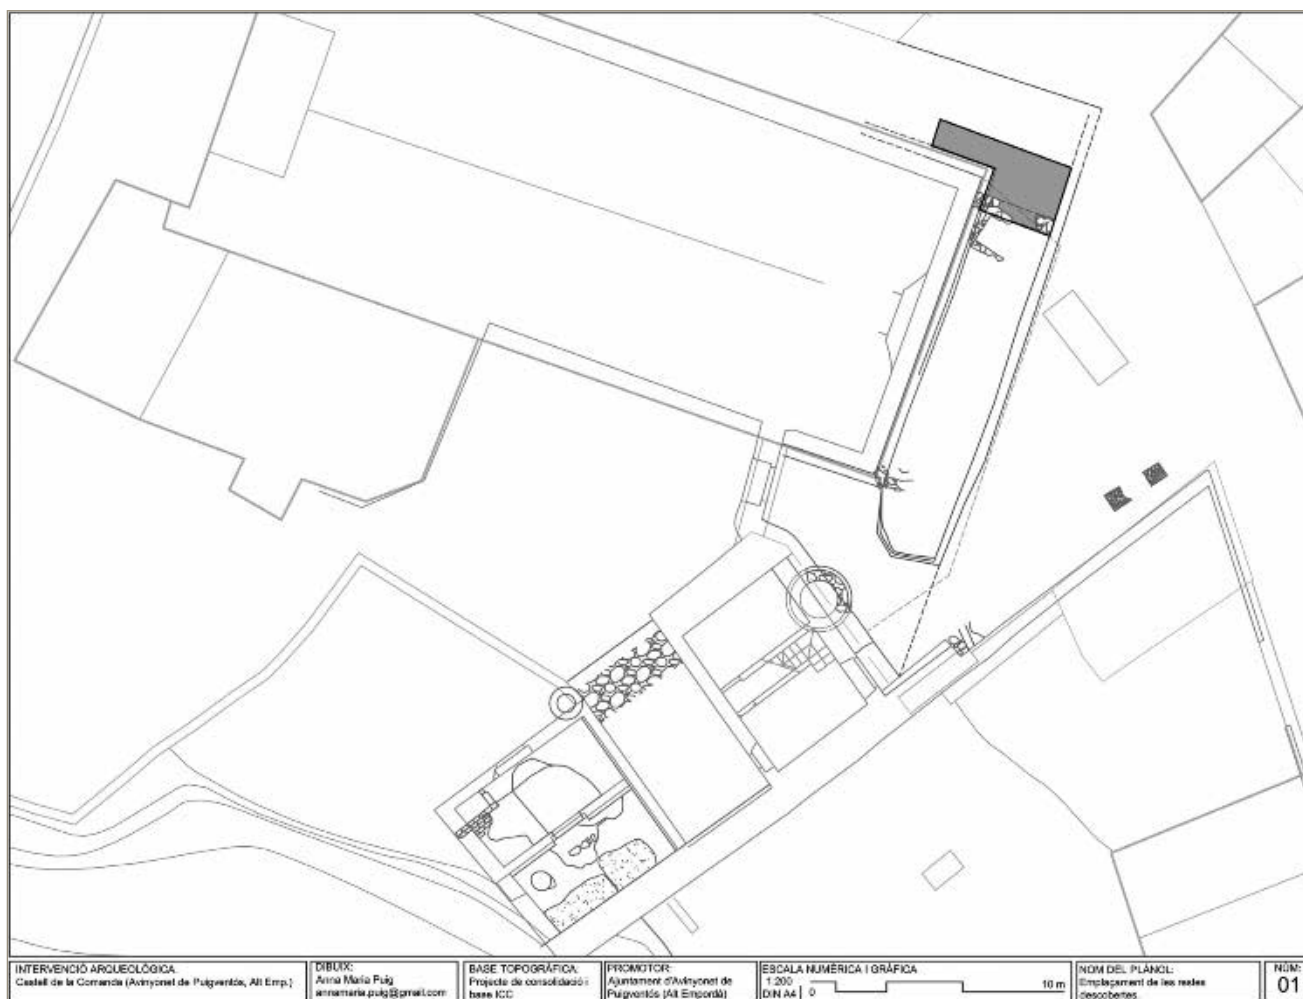 INTERVENCIÓ ARQUEOLÒGICA:
Castell de la Comanda (Avinyonet de Puigventós, Alt Emp.)
DIBUIX:
Anna Maria Puig
annamaria.puig@gmail.com
BASE TOPOGRÀFICA:
Projecte de consolidació i
base ICC
PROMOTOR:
Ajuntament d'Avinyonet de
Puigventós (Alt Empordà)
ESCALA NUMÈRICA I GRÀFICA
1:200
DIN A4
0
10 m
NOM DEL PLÀNOL:
Emplaçament de les restes
descobertes
NÚM:
01